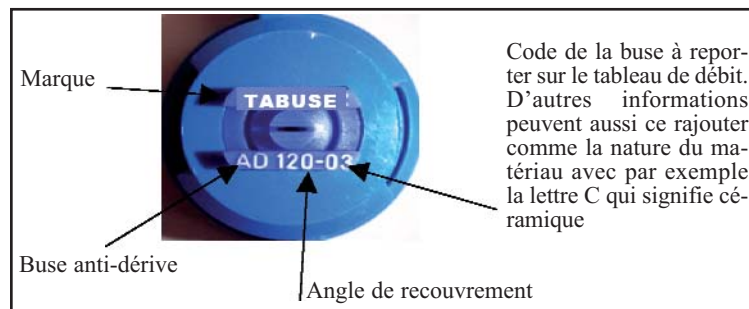 Marque
TABUSE
AD 120-03
Buse anti-dérive
Angle de recouvrement
Code de la buse à repor-
ter sur le tableau de débit.
D'autres informations
peuvent aussi ce rajouter
comme la nature du ma-
tériau avec par exemple
la lettre C qui signifie cé-
ramique